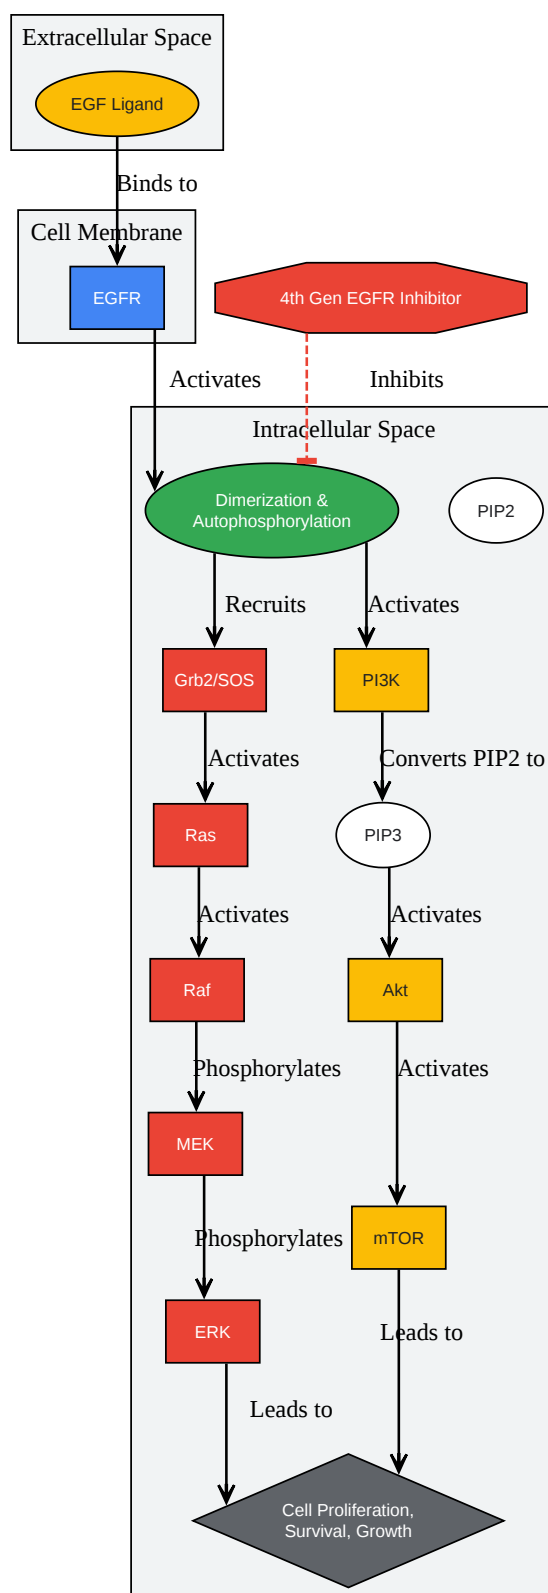 Extracellular Space
EGF Ligand
Binds to
Cell Membrane
EGFR
4th Gen EGFR Inhibitor
Activates
Inhibits
Intracellular Space
Dimerization &
Autophosphorylation
PIP2
Recruits
Activates
Grb2/SOS
PI3K
Activates
Converts PIP2 to
Ras
PIP3
Activates
Activates
Raf
Akt
Phosphorylates
Activates
MEK
Phosphorylates
mTOR
ERK
Leads to
Leads to
Cell Proliferation,
Survival, Growth